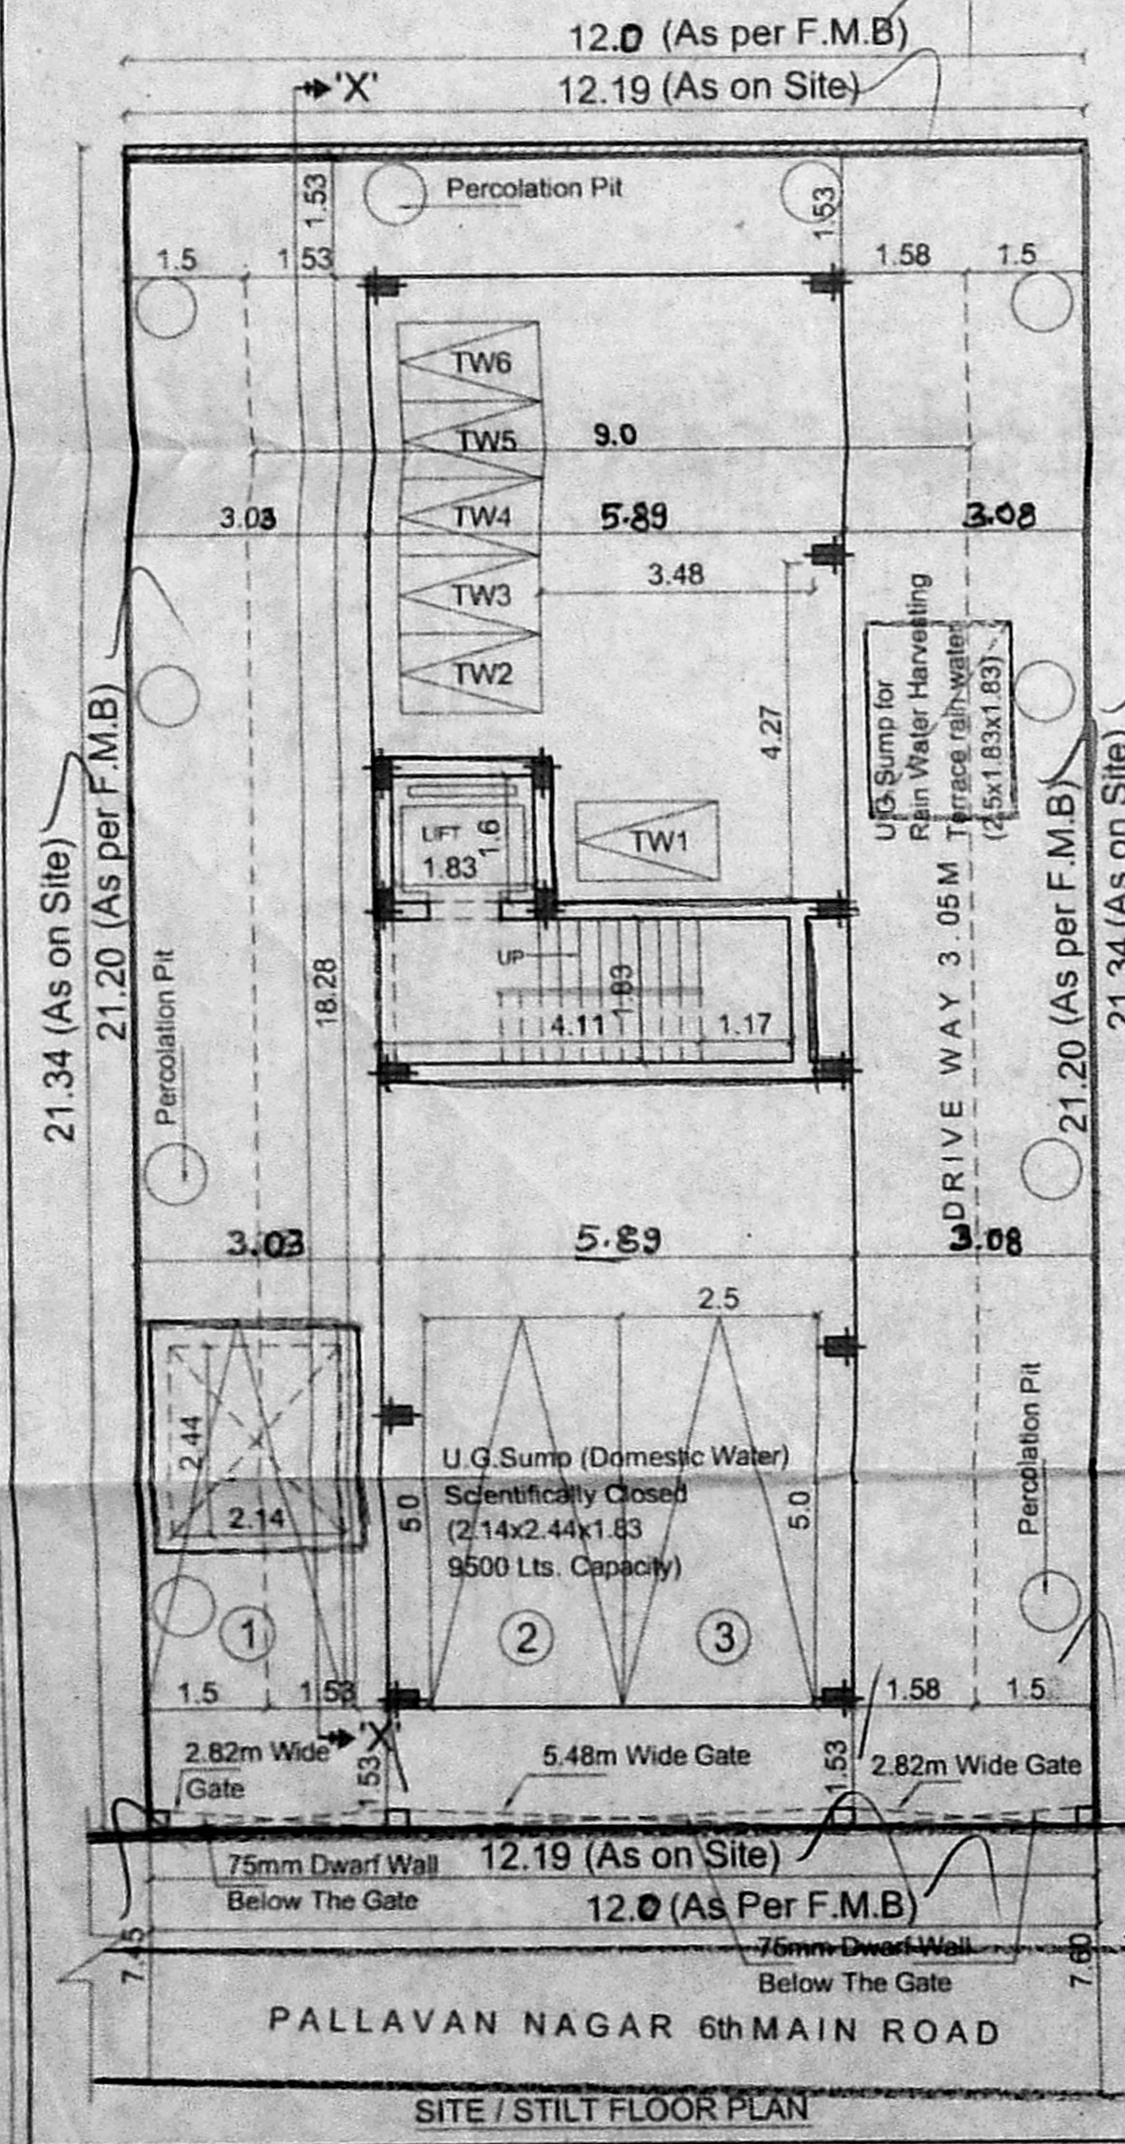 12.0 (As per F.M.B)
'X'
12.19 (As on Site)
1.53
Percolation Pit
1.53
1.5
1.53
1.58
1.5
TW6
TW5
9.0
3.03
TW4
5.89
3.08
TW3
3.48
TW2
4.27
U G Sump for
Rain Water Harvesting
Terrace rain water
(2.5x1.83x1.83)
LIFT
1.6
1.83
TW1
21.34 (As on Site)
21.20 (As per F.M.B)
21.20 (As per F.M.B)
21.34 (As on Site)
DRIVE WAY 3.05M
Percolation Pit
18.28
UP
1.83
4.11
1.17
3.03
5.89
3.08
2.5
2.44
2.14
U.G.Sump (Domestic Water)
Scientifically Closed
(2.14x2.44x1.83
9500 Lts. Capacity)
5.0
5.0
Percolation Pit
1
2
3
1.5
1.53
1.58
1.5
'X'
2.82m Wide
Gate
1.53
5.48m Wide Gate
1.53
2.82m Wide Gate
75mm Dwarf Wall
Below The Gate
12.19 (As on Site)
12.0 (As Per F.M.B)
7.45
75mm Dwarf Wall
Below The Gate
7.60
PALLAVAN NAGAR 6th MAIN ROAD
SITE / STILT FLOOR PLAN